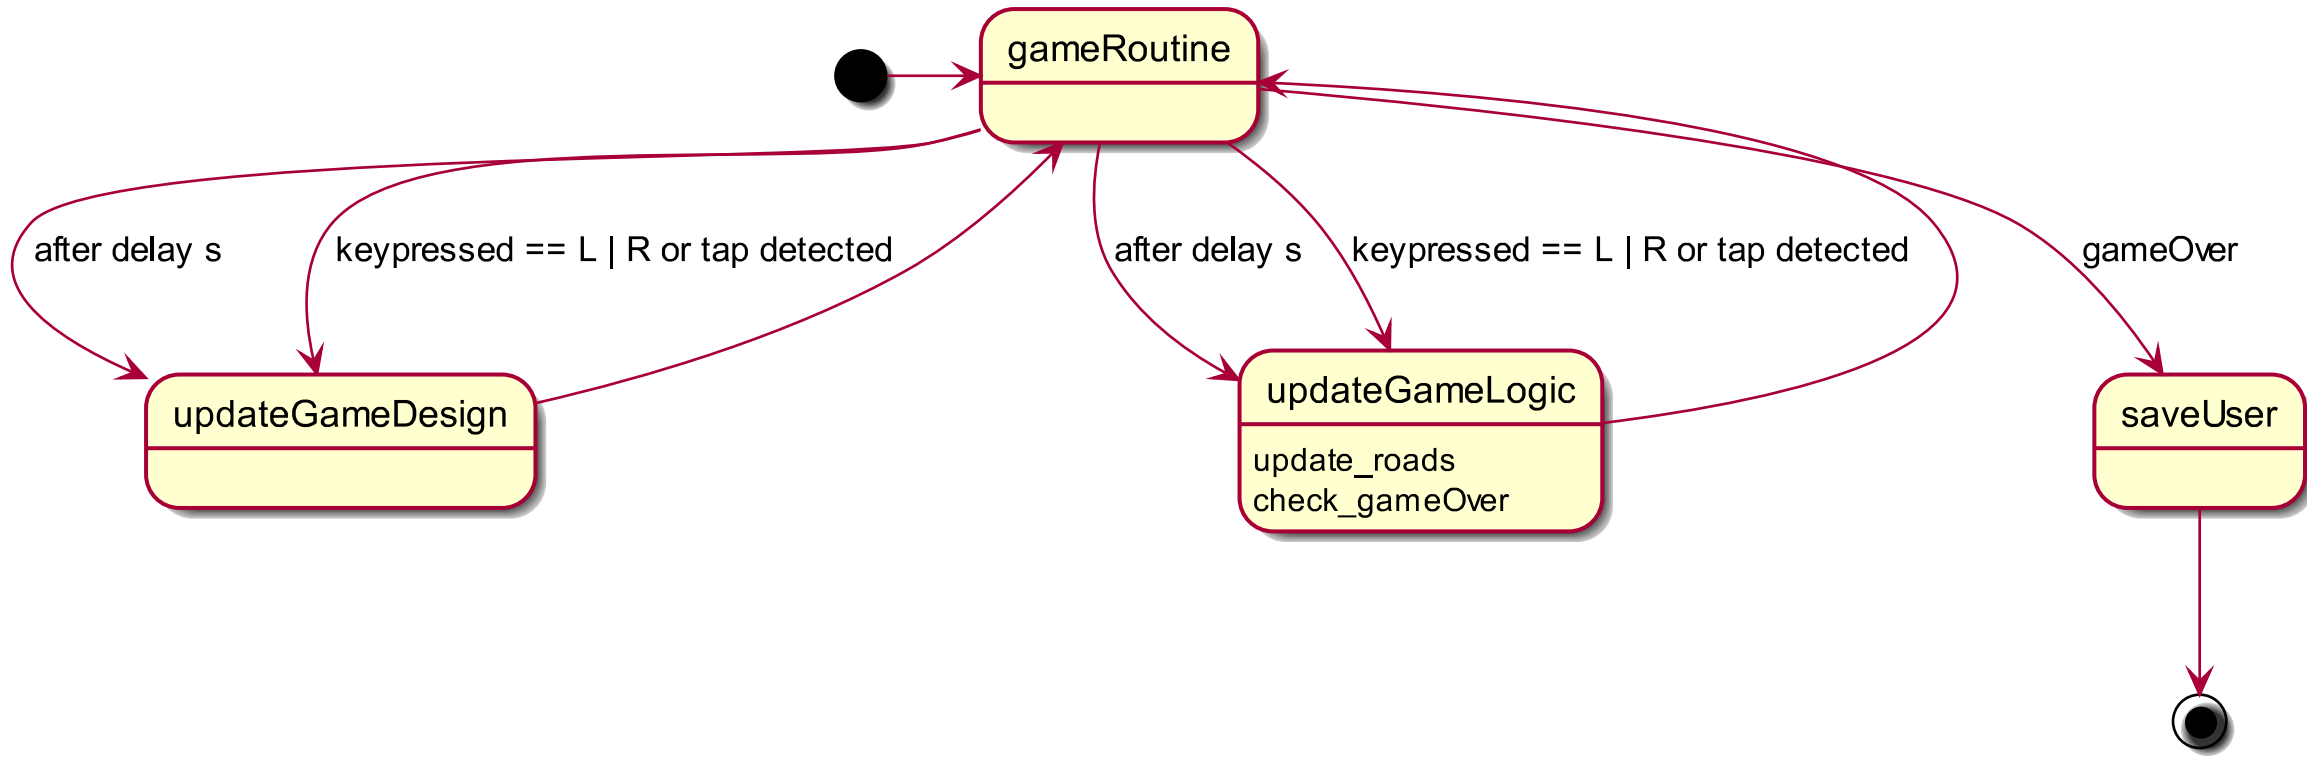 gameRoutine
after delay s
keypressed == L | R or tap detected
after delay s
keypressed == L | R or tap detected
gameOver
updateGameDesign
updateGameLogic
update_roads
check_gameOver
saveUser